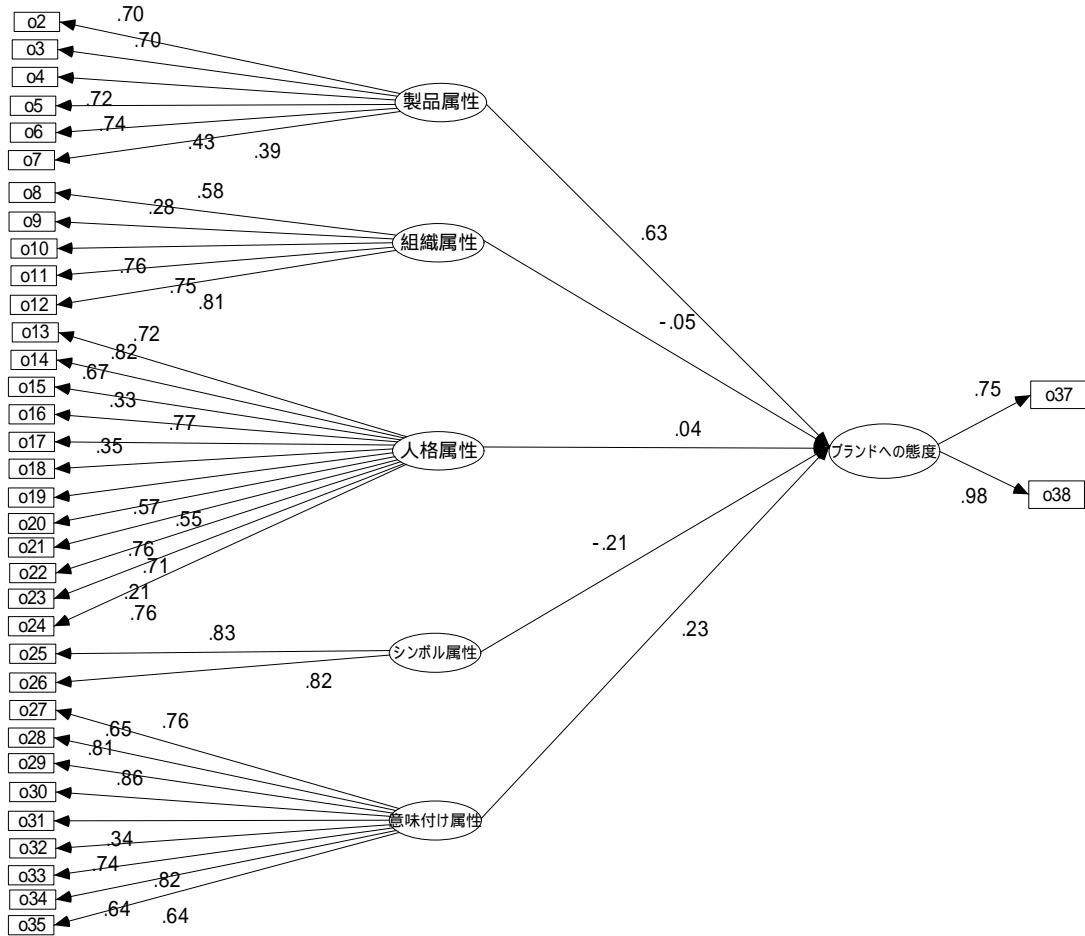 o2
.70
o3
.70
o4
o5
.72
o6
.74
o7
.43
.39
製品属性
o8
.58
o9
.28
o10
o11
.76
o12
.75
.81
組織属性
o13
.72
o14
.82
o15
.67
o16
.33
.77
o17
.35
o18
o19
o20
.57
.55
o21
o22
.76
.71
o23
.21
o24
.76
人格属性
o25
.83
o26
.82
シンボル属性
o27
.76
o28
.65
o29
.81
.86
o30
o31
o32
.34
o33
.74
o34
.82
o35
.64
.64
意味付け属性
.63
-.05
.04
-.21
.23
ブランドへの態度
.75
o37
.98
o38